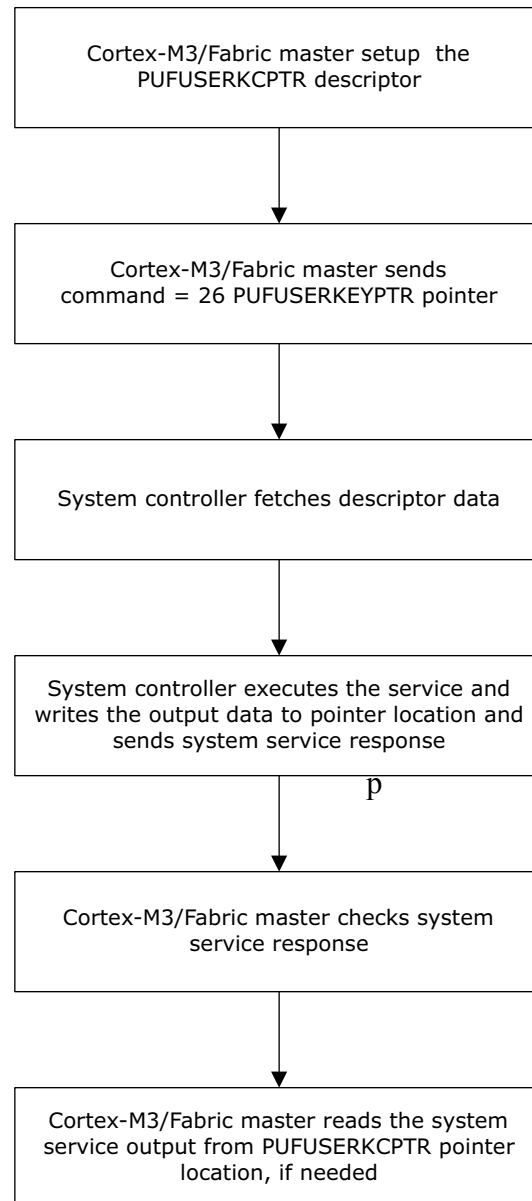 Cortex-M3/Fabric master setup the
PUFUSERKCPTR descriptor
Cortex-M3/Fabric master sends
command = 26 PUFUSERKEYPTR pointer
System controller fetches descriptor data
System controller executes the service and
writes the output data to pointer location and
sends system service response
p
Cortex-M3/Fabric master checks system
service response
Cortex-M3/Fabric master reads the system
service output from PUFUSERKCPTR pointer
location, if needed